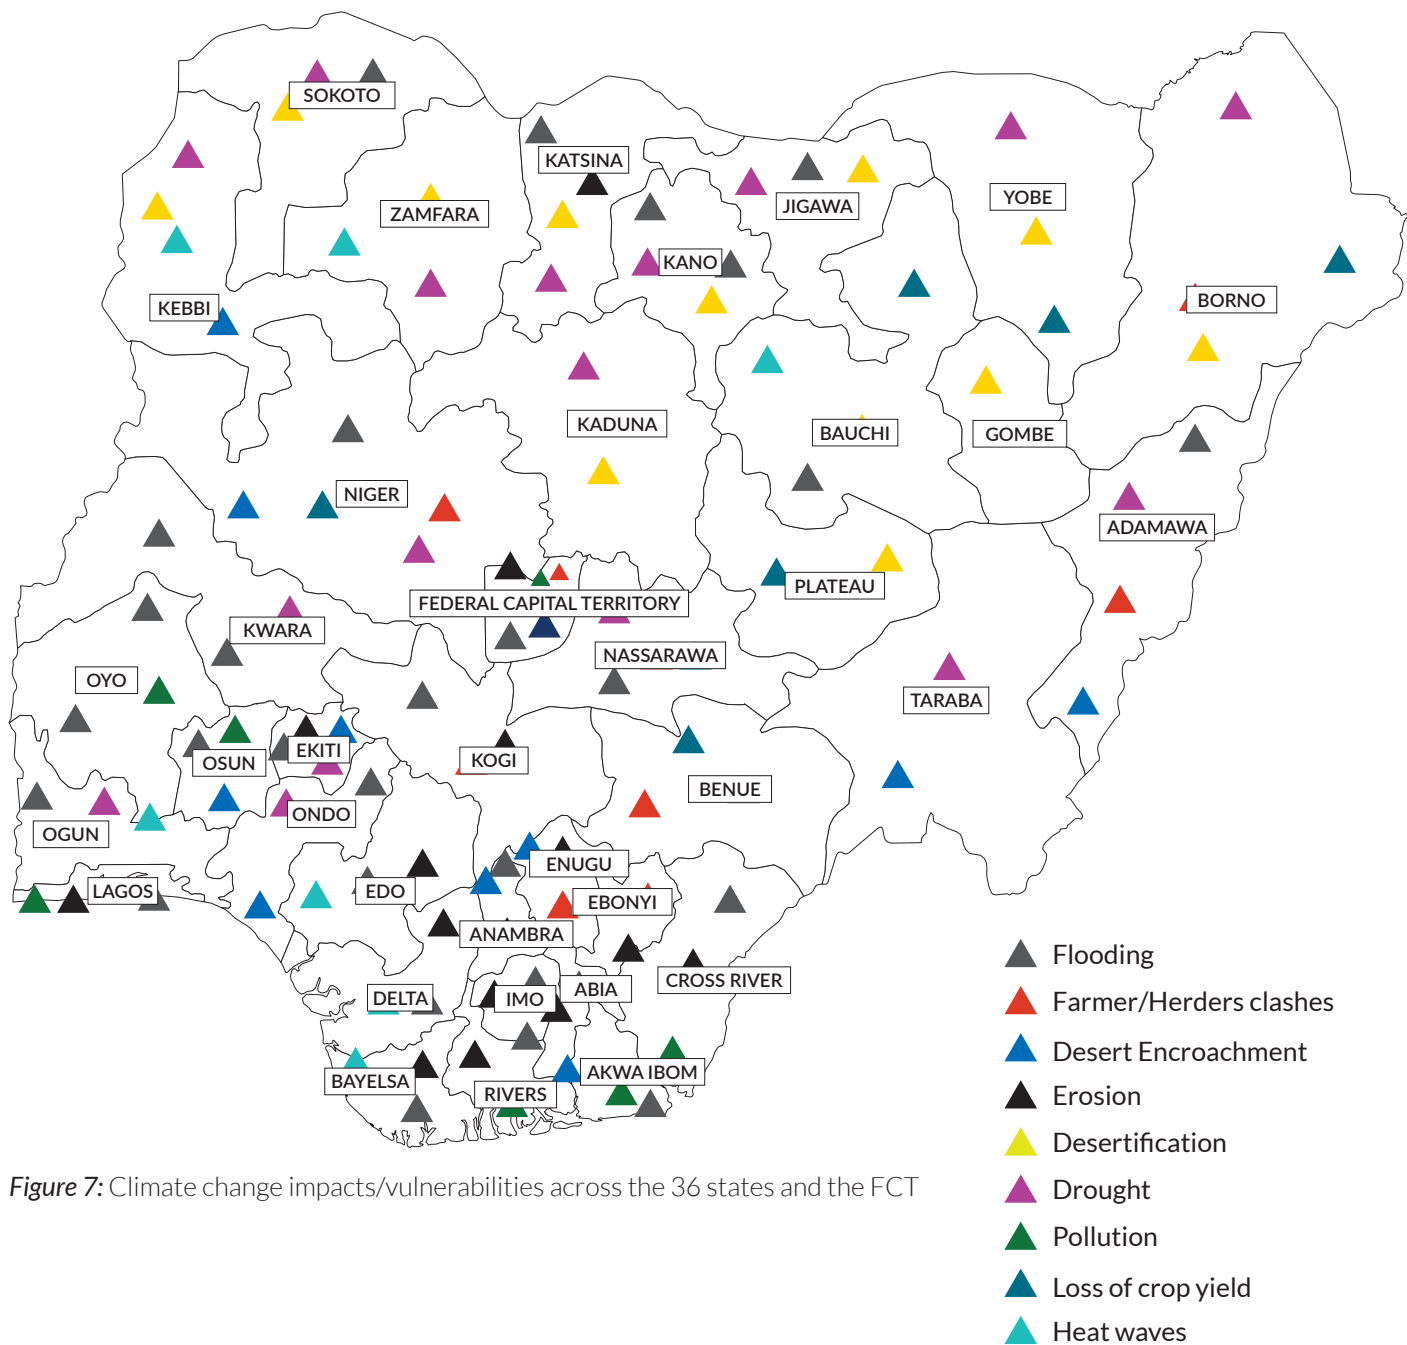 SOKOTO
KATSINA
JIGAWA
YOBE
ZAMFARA
KANO
KEBBI
BORNO
KADUNA
BAUCHI
GOMBE
NIGER
ADAMAWA
PLATEAU
FEDERAL CAPITAL TERRITORY
KWARA
NASSARAWA
OYO
TARABA
EKITI
OSUN
KOGI
BENUE
ONDO
OGUN
ENUGU
LAGOS
EDO
EBONYI
ANAMBRA
CROSS RIVER
ABIA
DELTA
IMO
AKWA IBOM
BAYELSA
RIVERS
Flooding
Farmer/Herders clashes
Desert Encroachment
Erosion
Desertification
Drought
Pollution
Loss of crop yield
Heat waves
Figure 7: Climate change impacts/vulnerabilities across the 36 states and the FCT